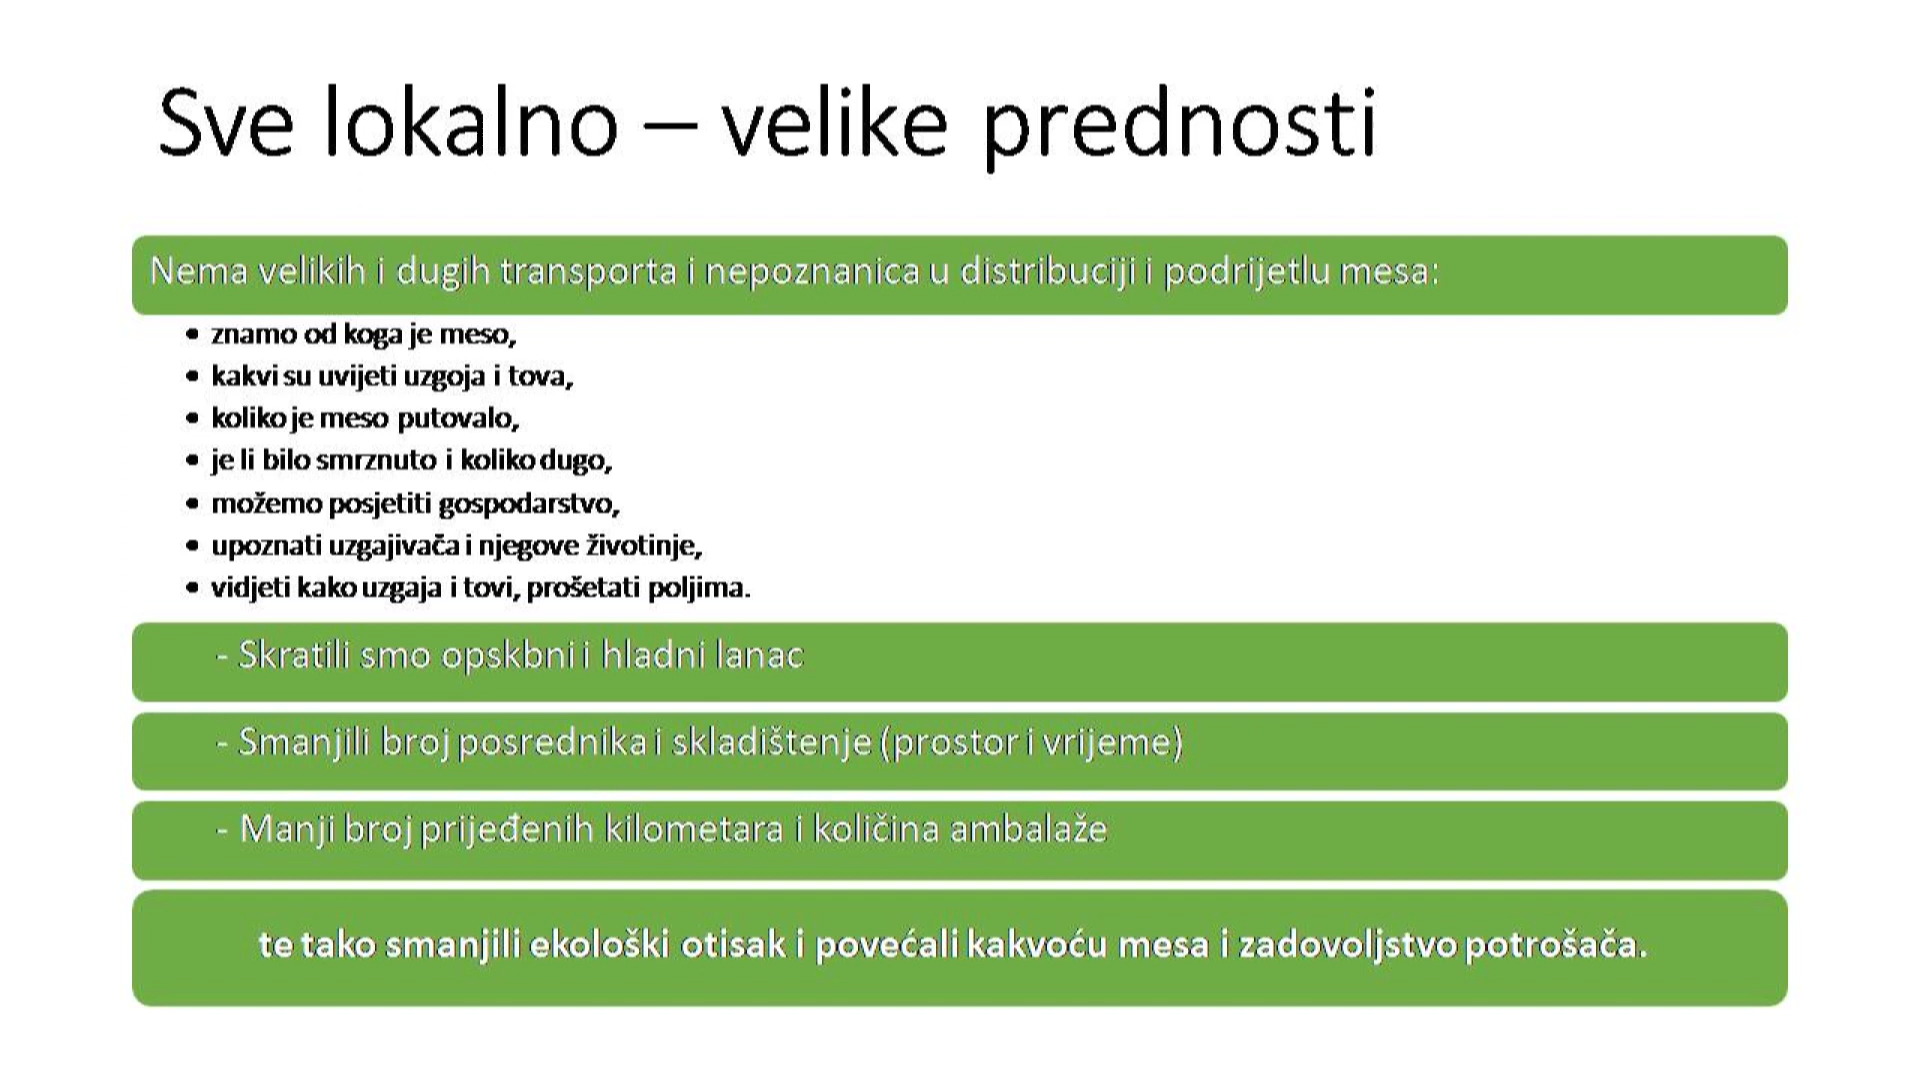 Sve lokalno – velike prednosti
Nema velikih i dugih transporta i nepoznanica u distribuciji i podrijetlu mesa:
• znamo od koga je meso,
• kakvi su uvijeti uzgoja i tova,
• koliko je meso putovalo,
• je li bilo smrznuto i koliko dugo,
• možemo posjetiti gospodarstvo,
• upoznati uzgajivača i njegove životinje,
• vidjeti kako uzgaja i tovi, prošetati poljima.
- Skratili smo opskbni i hladni lanac
- Smanjili broj posrednika i skladištenje (prostor i vrijeme)
- Manji broj prijeđenih kilometara i količina ambalaže
te tako smanjili ekološki otisak i povećali kakvoću mesa i zadovoljstvo potrošača.